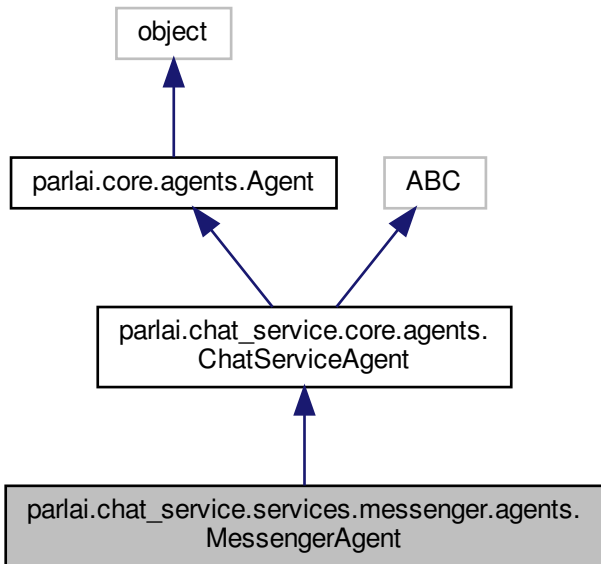 object
parlai.core.agents.Agent
ABC
parlai.chat_service.core.agents.
ChatServiceAgent
parlai.chat_service.services.messenger.agents.
MessengerAgent